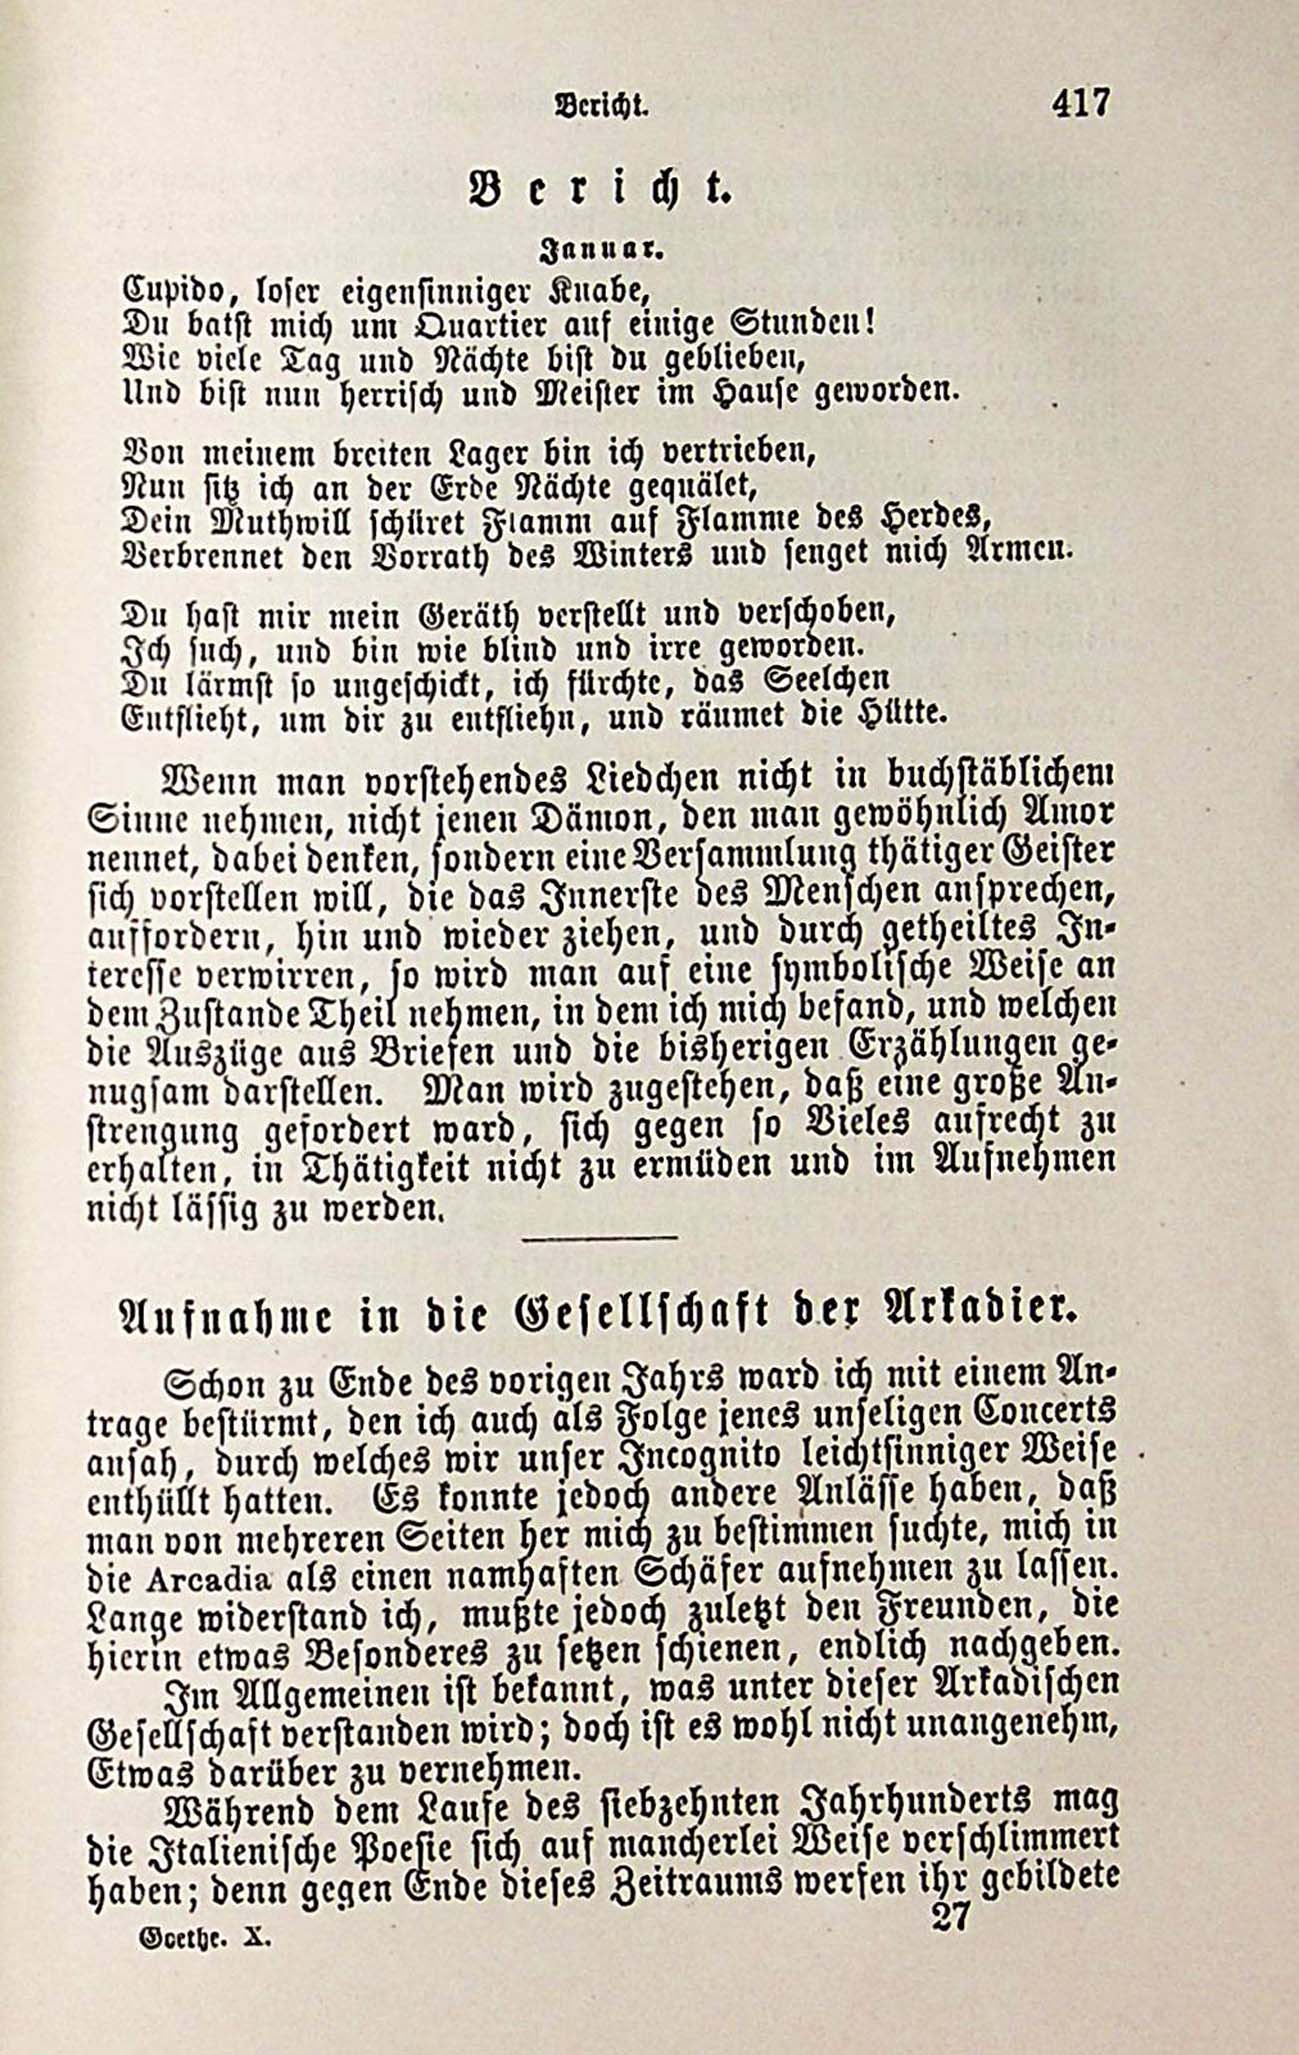 Bericht. 417
Bericht.
Januar.
Cupido, loser eigensinniger Knabe,
Du batst mich um Quartier auf einige Stunden!
Wie viele Tag und Nächte bist du geblieben,
Und bist nun herrisch und Meister im Hause geworden.
Von meinem breiten Lager bin ich vertrieben,
Nun sitz ich an der Erde Nächte gequälet,
Dein Muthwill schüret Flamm auf Flamme des Herdes,
Verbrennet den Vorrath des Winters und senget mich Armen.
Du hast mir mein Geräth verstellt und verschoben,
Ich such, und bin wie blind und irre geworden.
Du lärmst so ungeschickt, ich fürchte, das Seelchen
Entflieht, um dir zu entfliehn, und räumet die Hütte.
Wenn man vorstehendes Liedchen nicht in buchstäblichem
Sinne nehmen, nicht jenen Dämon, den man gewöhnlich Amor
nennet, dabei denken, sondern eine Versammlung thätiger Geister
sich vorstellen will, die das Innerste des Menschen ansprechen,
auffordern, hin und wieder ziehen, und durch getheiltes In-
teresse verwirren, so wird man auf eine symbolische Weise an
dem Zustande Theil nehmen, in dem ich mich befand, und welchen
die Auszüge aus Briefen und die bisherigen Erzählungen ge-
nugsam darstellen. Man wird zugestehen, daß eine große An-
strengung gefordert ward, sich gegen so Vieles aufrecht zu
erhalten, in Thätigkeit nicht zu ermüden und im Aufnehmen
nicht lässig zu werden.
Aufnahme in die Gesellschaft der Arkadier.
Schon zu Ende des vorigen Jahrs ward ich mit einem An-
trage bestürmt, den ich auch als Folge jenes unseligen Concerts
ansah, durch welches wir unser Incognito leichtsinniger Weise
enthüllt hatten. Es konnte jedoch andere Anlässe haben, daß
man von mehreren Seiten her mich zu bestimmen suchte, mich in
die Arcadia als einen namhaften Schäfer aufnehmen zu lassen.
Lange widerstand ich, mußte jedoch zuletzt den Freunden, die
hierin etwas Besonderes zu setzen schienen, endlich nachgeben.
Im Allgemeinen ist bekannt, was unter dieser Arkadischen
Gesellschaft verstanden wird; doch ist es wohl nicht unangenehm,
Etwas darüber zu vernehmen.
Während dem Laufe des siebzehnten Jahrhunderts mag
die Italienische Poesie sich auf mancherlei Weise verschlimmert
haben; denn gegen Ende dieses Zeitraums werfen ihr gebildete
Goethe. X. 27